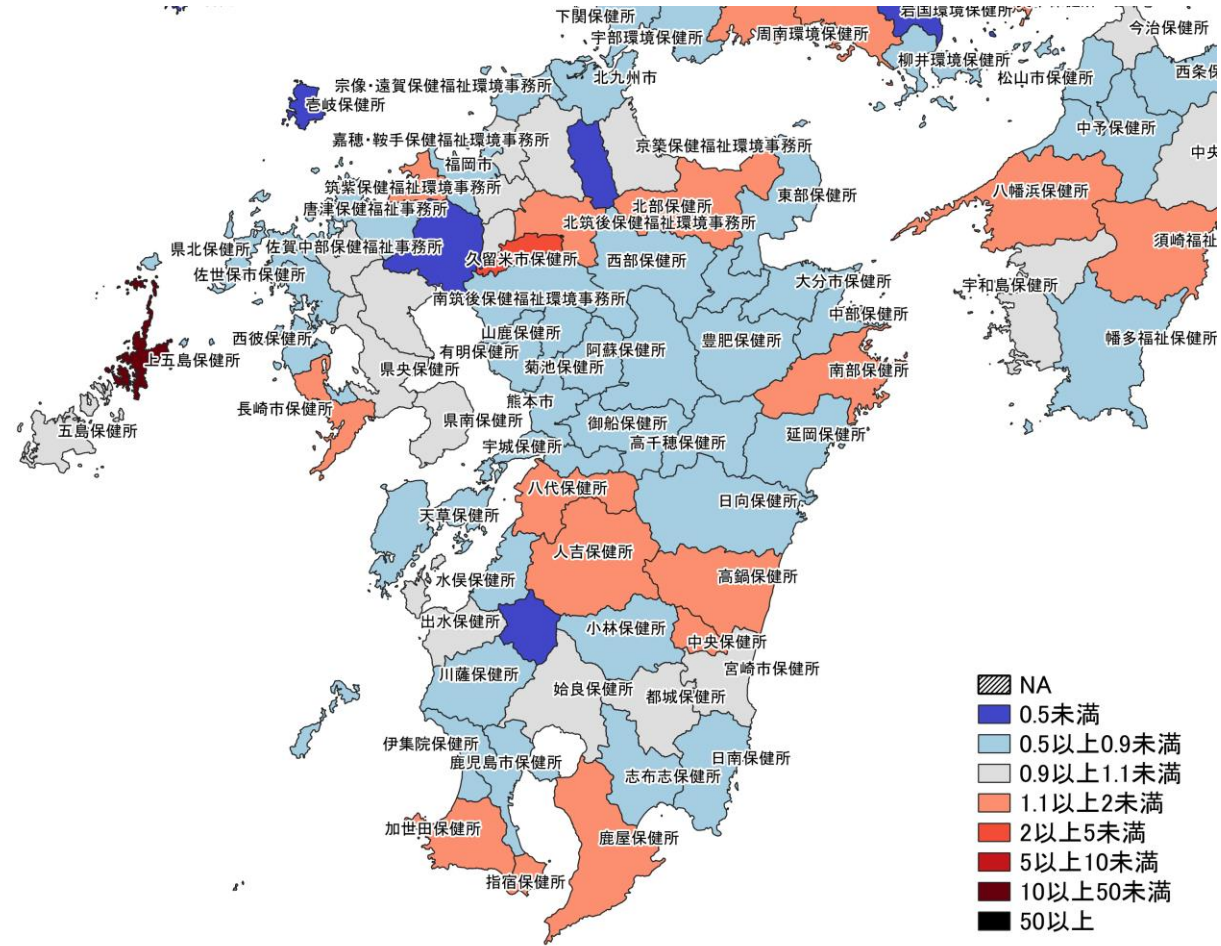 下関保健所
宇部環境保健所
周南環境保健所
岩国環境保健所
柳井環境保健所
今治保健所
松山市保健所
西条保
中予保健所
中央
八幡浜保健所
須崎福祉
宇和島保健所
幡多福祉保健所
北九州市
宗像・遠賀保健福祉環境事務所
壱岐保健所
嘉穂・鞍手保健福祉環境事務所
京築保健福祉環境事務所
福岡市
筑紫保健福祉環境事務所
東部保健所
唐津保健福祉事務所
北部保健所
北筑後保健福祉環境事務所
県北保健所
佐賀中部保健福祉事務所
久留米市保健所
西部保健所
佐世保市保健所
大分市保健所
南筑後保健福祉環境事務所
中部保健所
西彼保健所
山鹿保健所
豊肥保健所
有明保健所
阿蘇保健所
上五島保健所
県央保健所
菊池保健所
南部保健所
長崎市保健所
熊本市
県南保健所
御船保健所
五島保健所
宇城保健所
高千穂保健所
延岡保健所
八代保健所
日向保健所
天草保健所
人吉保健所
水俣保健所
高鍋保健所
出水保健所
小林保健所
中央保健所
宮崎市保健所
川薩保健所
姶良保健所
都城保健所
伊集院保健所
鹿児島市保健所
志布志保健所
日南保健所
加世田保健所
鹿屋保健所
指宿保健所
NA
0.5未満
0.5以上0.9未満
0.9以上1.1未満
1.1以上2未満
2以上5未満
5以上10未満
10以上50未満
50以上